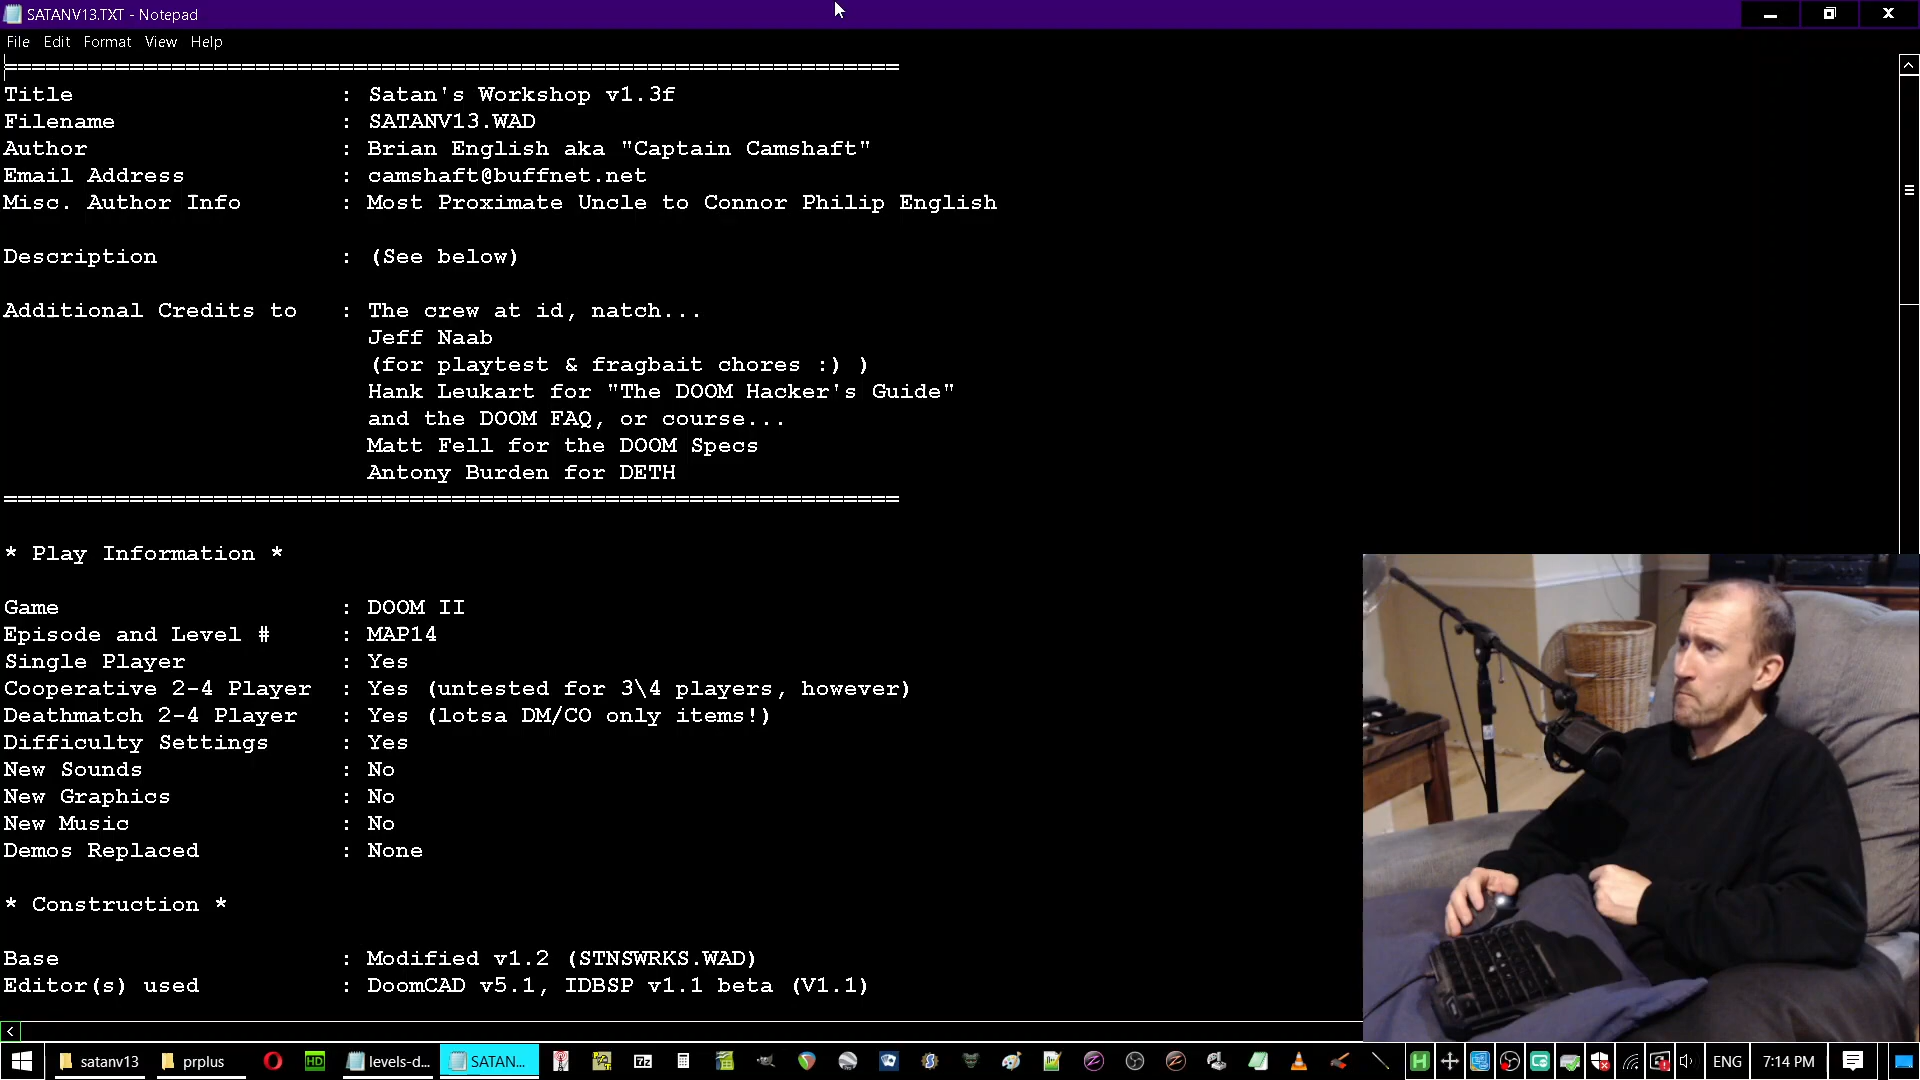 SATANV13.TXT - Notepad
File Edit Format View Help
================================================================
Title : Satan's Workshop v1.3f
Filename : SATANV13.WAD
Author : Brian English aka "Captain Camshaft"
Email Address : camshaft@buffnet.net
Misc. Author Info : Most Proximate Uncle to Connor Philip English
Description : (See below)
Additional Credits to : The crew at id, natch...
Jeff Naab
(for playtest & fragbait chores :) )
Hank Leukart for "The DOOM Hacker's Guide"
and the DOOM FAQ, or course...
Matt Fell for the DOOM Specs
Antony Burden for DETH
================================================================
* Play Information *
Game : DOOM II
Episode and Level # : MAP14
Single Player : Yes
Cooperative 2-4 Player : Yes (untested for 3\4 players, however)
Deathmatch 2-4 Player : Yes (lotsa DM/CO only items!)
Difficulty Settings : Yes
New Sounds : No
New Graphics : No
New Music : No
Demos Replaced : None
* Construction *
Base : Modified v1.2 (STNSWRKS.WAD)
Editor(s) used : DoomCAD v5.1, IDBSP v1.1 beta (V1.1)
satanv13 prplus HD levels-d... SATAN... 7z H ENG 7:14 PM